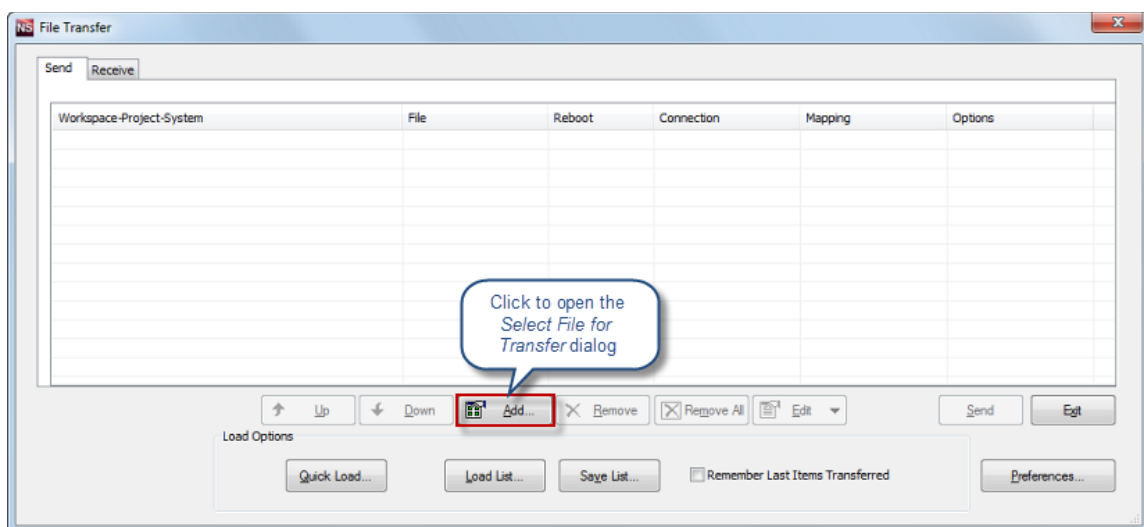 NS File Transfer
Send Receive
Workspace-Project-System File Reboot Connection Mapping Options
Click to open the
Select File for
Transfer dialog
Up Down Add... Remove Remove All Edit Send Exit
Load Options
Quick Load... Load List... Save List... Remember Last Items Transferred Preferences...